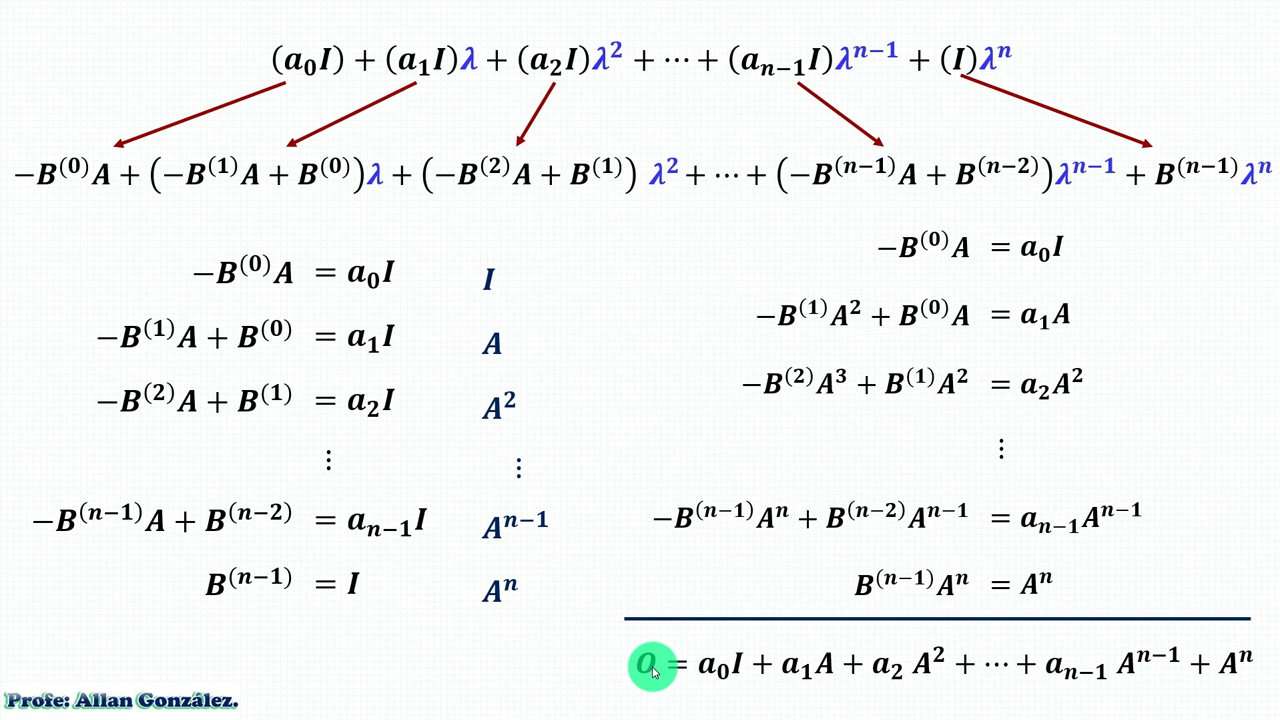 (a₀I) + (a₁I)λ + (a₂I)λ² + ⋯ + (aₙ₋₁I)λⁿ⁻¹ + (I)λⁿ
−B⁽⁰⁾A + (−B⁽¹⁾A + B⁽⁰⁾)λ + (−B⁽²⁾A + B⁽¹⁾) λ² + ⋯ + (−B⁽ⁿ⁻¹⁾A + B⁽ⁿ⁻²⁾)λⁿ⁻¹ + B⁽ⁿ⁻¹⁾λⁿ
−B⁽⁰⁾A = a₀I I
−B⁽¹⁾A + B⁽⁰⁾ = a₁I A
−B⁽²⁾A + B⁽¹⁾ = a₂I A²
⋮ ⋮
−B⁽ⁿ⁻¹⁾A + B⁽ⁿ⁻²⁾ = aₙ₋₁I Aⁿ⁻¹
B⁽ⁿ⁻¹⁾ = I Aⁿ
−B⁽⁰⁾A = a₀I
−B⁽¹⁾A² + B⁽⁰⁾A = a₁A
−B⁽²⁾A³ + B⁽¹⁾A² = a₂A²
⋮
−B⁽ⁿ⁻¹⁾Aⁿ + B⁽ⁿ⁻²⁾Aⁿ⁻¹ = aₙ₋₁Aⁿ⁻¹
B⁽ⁿ⁻¹⁾Aⁿ = Aⁿ
O = a₀I + a₁A + a₂ A² + ⋯ + aₙ₋₁ Aⁿ⁻¹ + Aⁿ
Profe: Allan González.